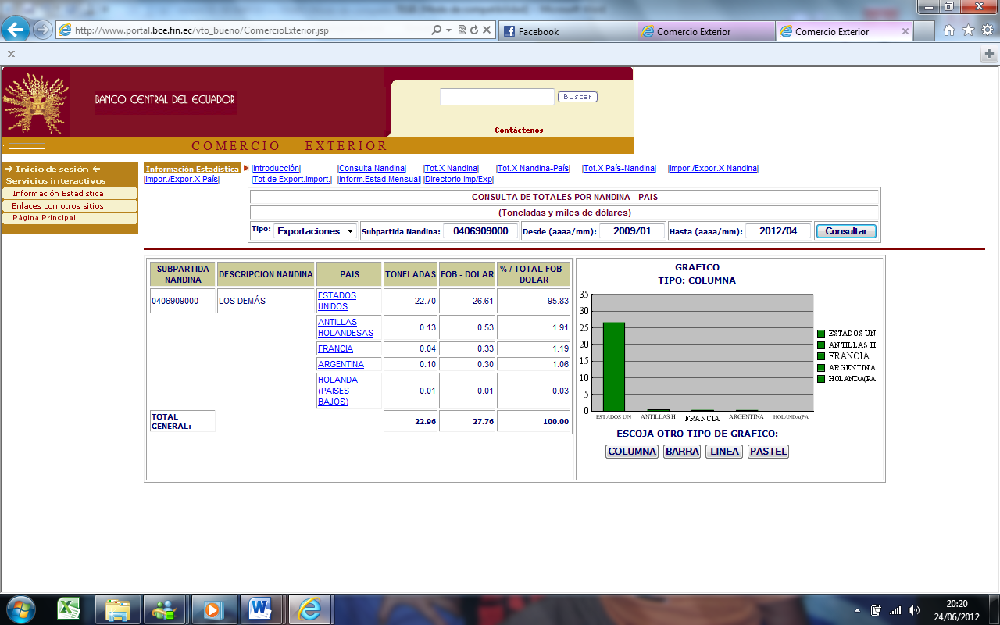 http://www.portal.bce.fin.ec/vto_bueno/ComercioExterior.jsp
Facebook
Comercio Exterior
Comercio Exterior
BANCO CENTRAL DEL ECUADOR
Buscar
Contáctenos
COMERCIO EXTERIOR
Inicio de sesión
Servicios interactivos
Información Estadística
Enlaces con otros sitios
Página Principal
Información Estadística |Introducción| |Consulta Nandina| |Tot.X Nandina| |Tot.X Nandina-País| |Tot.X País-Nandina| |Impor./Expor.X Nandina|
|Impor./Expor.X País| |Tot.de Export.Import.| |Inform.Estad.Mensual| |Directorio Imp/Exp|
CONSULTA DE TOTALES POR NANDINA - PAIS
(Toneladas y miles de dólares)
Tipo: Exportaciones Subpartida Nandina: 0406909000 Desde (aaaa/mm): 2009/01 Hasta (aaaa/mm): 2012/04 Consultar
SUBPARTIDA NANDINA DESCRIPCION NANDINA PAIS TONELADAS FOB - DOLAR % / TOTAL FOB - DOLAR
0406909000 LOS DEMÁS ESTADOS UNIDOS 22.70 26.61 95.83
ANTILLAS HOLANDESAS 0.13 0.53 1.91
FRANCIA 0.04 0.33 1.19
ARGENTINA 0.10 0.30 1.06
HOLANDA (PAISES BAJOS) 0.01 0.01 0.03
TOTAL GENERAL: 22.96 27.76 100.00
GRAFICO
TIPO: COLUMNA
35
30
25
20
15
10
5
0
ESTADOS UN ANTILLAS H FRANCIA ARGENTINA HOLANDA(PA
ESTADOS UN
ANTILLAS H
FRANCIA
ARGENTINA
HOLANDA(PA
ESCOJA OTRO TIPO DE GRAFICO:
COLUMNA BARRA LINEA PASTEL
20:20
24/06/2012